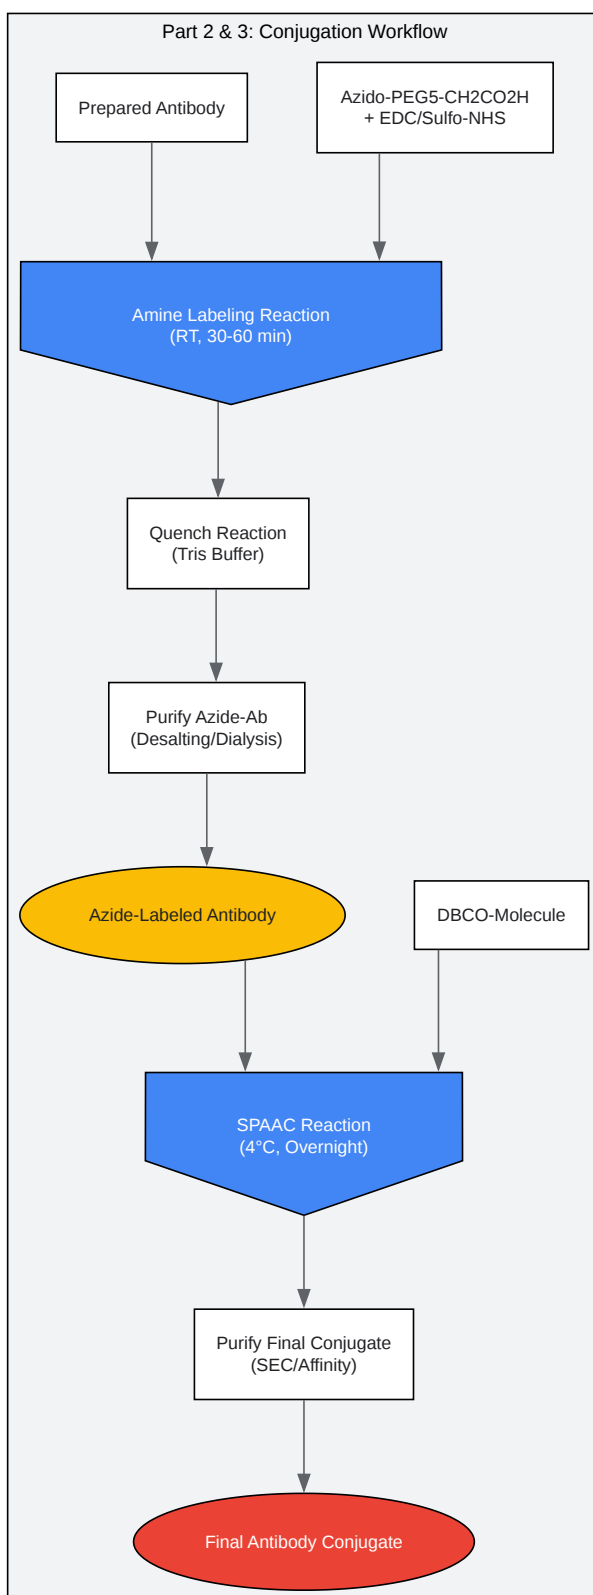 Part 2 & 3: Conjugation Workflow
Prepared Antibody
Azido-PEG5-CH2CO2H
+ EDC/Sulfo-NHS
Amine Labeling Reaction
(RT, 30-60 min)
Quench Reaction
(Tris Buffer)
Purify Azide-Ab
(Desalting/Dialysis)
Azide-Labeled Antibody
DBCO-Molecule
SPAAC Reaction
(4°C, Overnight)
Purify Final Conjugate
(SEC/Affinity)
Final Antibody Conjugate